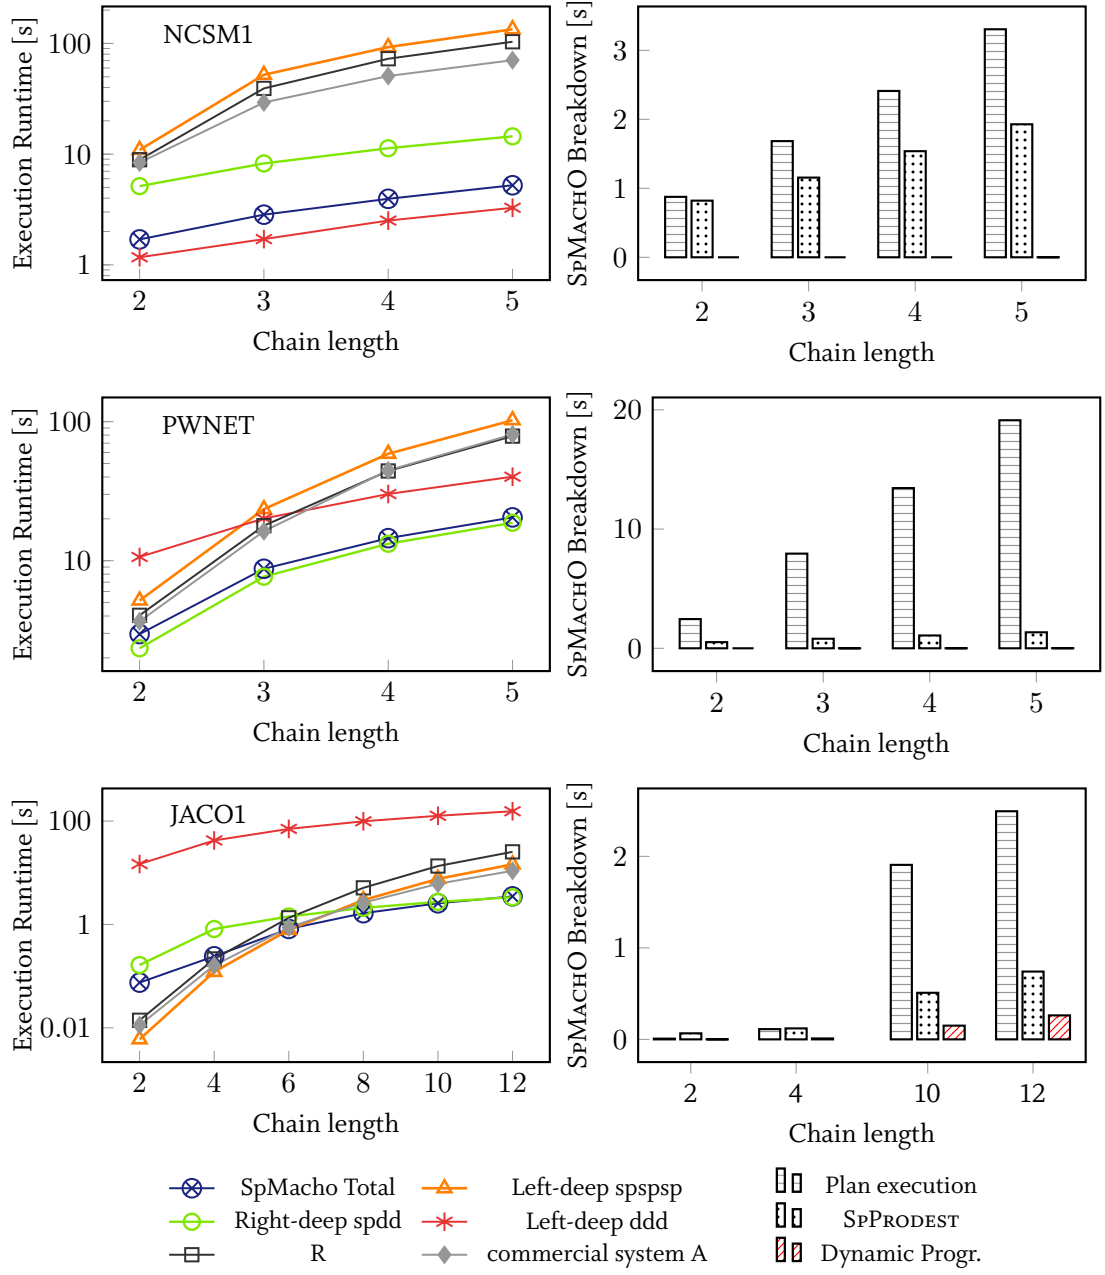 NCSM1
Execution Runtime [s]
100
10
1
2 3 4 5
Chain length
SpMachO Breakdown [s]
3
2
1
0
2 3 4 5
Chain length
PWNET
Execution Runtime [s]
100
10
2 3 4 5
Chain length
SpMachO Breakdown [s]
20
10
0
2 3 4 5
Chain length
JACO1
Execution Runtime [s]
100
1
0.01
2 4 6 8 10 12
Chain length
SpMachO Breakdown [s]
2
1
0
2 4 10 12
Chain length
SpMacho Total
Left-deep spspsp
Right-deep spdd
Left-deep ddd
R
commercial system A
Plan execution
SpProdest
Dynamic Progr.